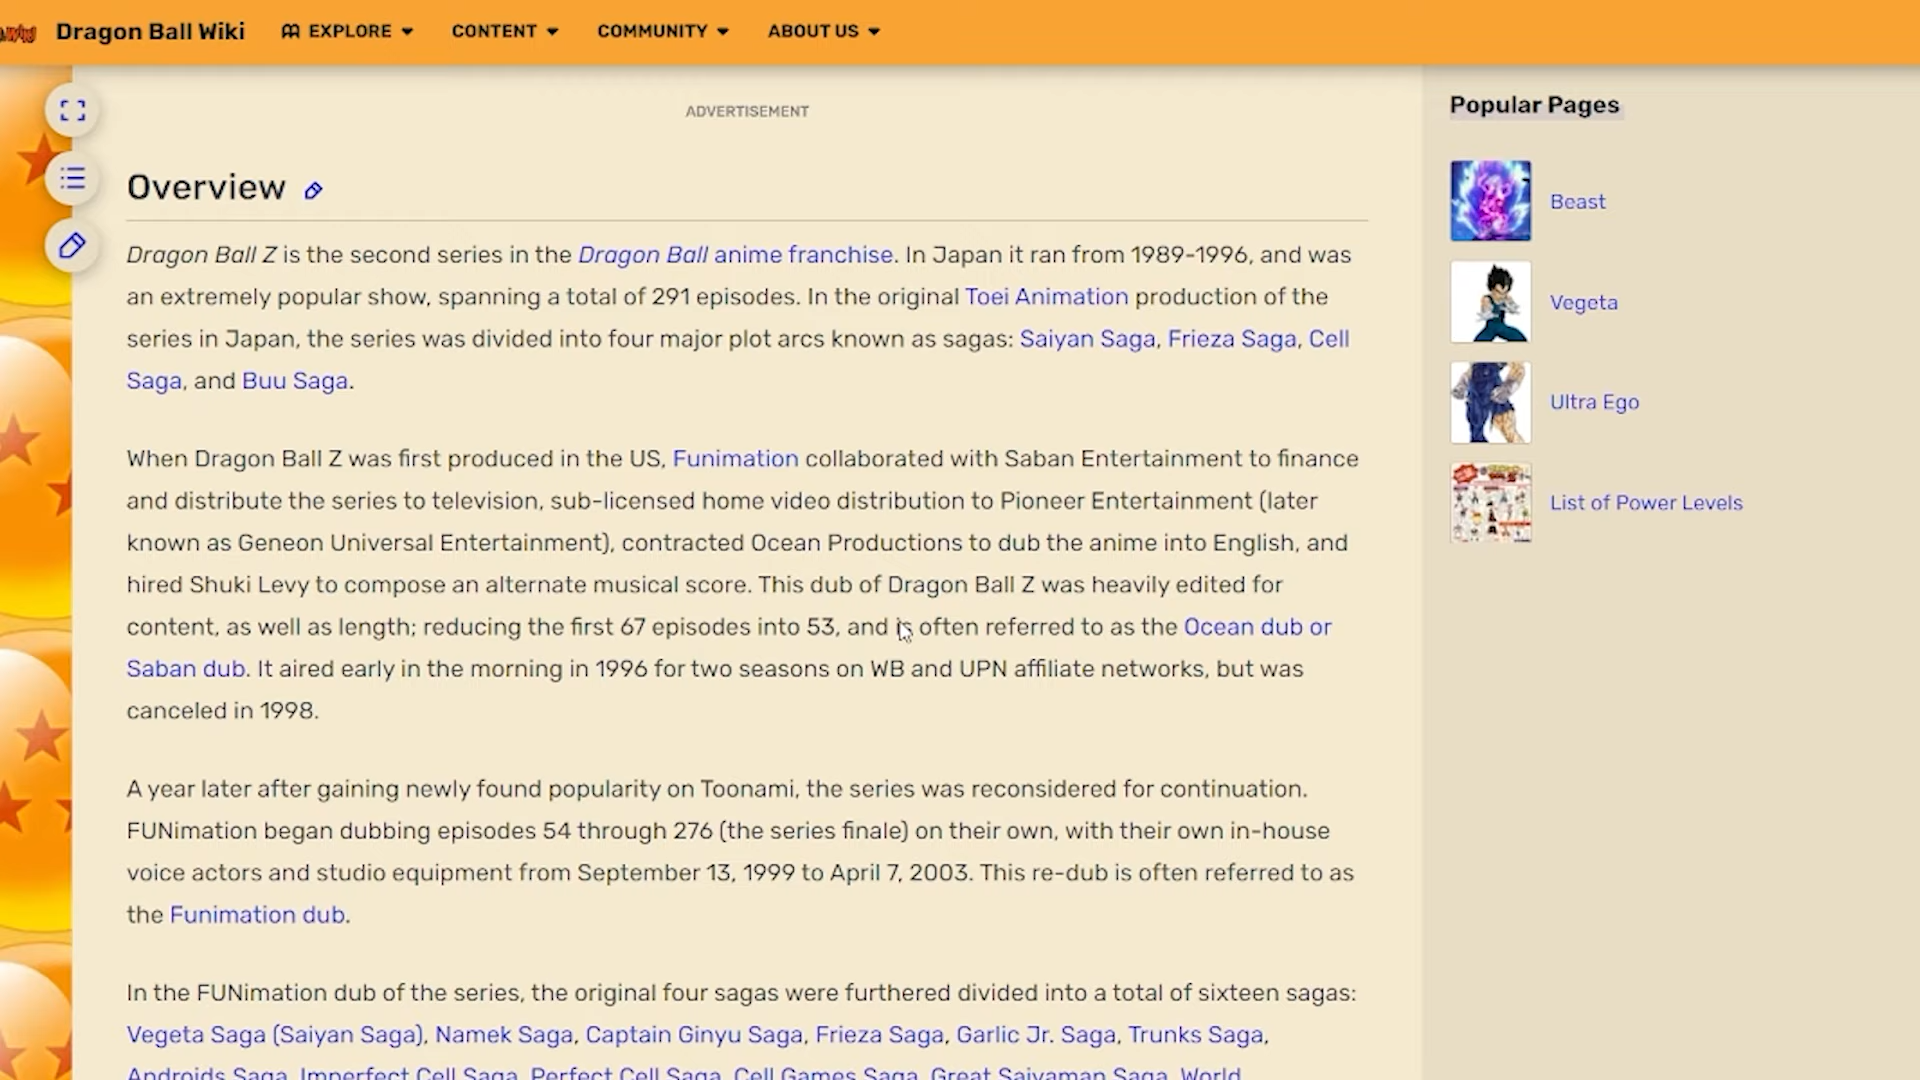 Dragon Ball Wiki
EXPLORE
CONTENT
COMMUNITY
ABOUT US
ADVERTISEMENT
Overview
Dragon Ball Z is the second series in the Dragon Ball anime franchise. In Japan it ran from 1989-1996, and was
an extremely popular show, spanning a total of 291 episodes. In the original Toei Animation production of the
series in Japan, the series was divided into four major plot arcs known as sagas: Saiyan Saga, Frieza Saga, Cell
Saga, and Buu Saga.
When Dragon Ball Z was first produced in the US, Funimation collaborated with Saban Entertainment to finance
and distribute the series to television, sub-licensed home video distribution to Pioneer Entertainment (later
known as Geneon Universal Entertainment), contracted Ocean Productions to dub the anime into English, and
hired Shuki Levy to compose an alternate musical score. This dub of Dragon Ball Z was heavily edited for
content, as well as length; reducing the first 67 episodes into 53, and is often referred to as the Ocean dub or
Saban dub. It aired early in the morning in 1996 for two seasons on WB and UPN affiliate networks, but was
canceled in 1998.
A year later after gaining newly found popularity on Toonami, the series was reconsidered for continuation.
FUNimation began dubbing episodes 54 through 276 (the series finale) on their own, with their own in-house
voice actors and studio equipment from September 13, 1999 to April 7, 2003. This re-dub is often referred to as
the Funimation dub.
In the FUNimation dub of the series, the original four sagas were furthered divided into a total of sixteen sagas:
Vegeta Saga (Saiyan Saga), Namek Saga, Captain Ginyu Saga, Frieza Saga, Garlic Jr. Saga, Trunks Saga,
Androids Saga, Imperfect Cell Saga, Perfect Cell Saga, Cell Games Saga, Great Saiyaman Saga, World
Popular Pages
Beast
Vegeta
Ultra Ego
List of Power Levels